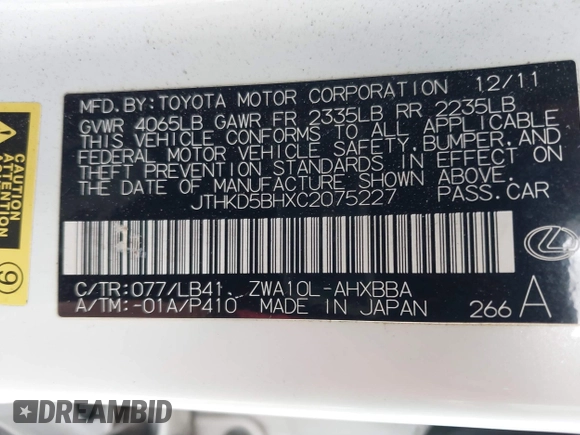 MFD.BY:TOYOTA MOTOR CORPORATION 12/11
GVWR 4065LB GAWR FR 2335LB RR 2235LB
THIS VEHICLE CONFORMS TO ALL APPLICABLE
FEDERAL MOTOR VEHICLE SAFETY,BUMPER,AND
THEFT PREVENTION STANDARDS IN EFFECT ON
THE DATE OF MANUFACTURE SHOWN ABOVE.
JTHKD5BHXC2075227 PASS.CAR
C/TR:077/LB41 ZWA10L-AHXBBA
A/TM:-01A/P410 MADE IN JAPAN
266 A
CAUTION
ATTENTION
9
DREAMBID